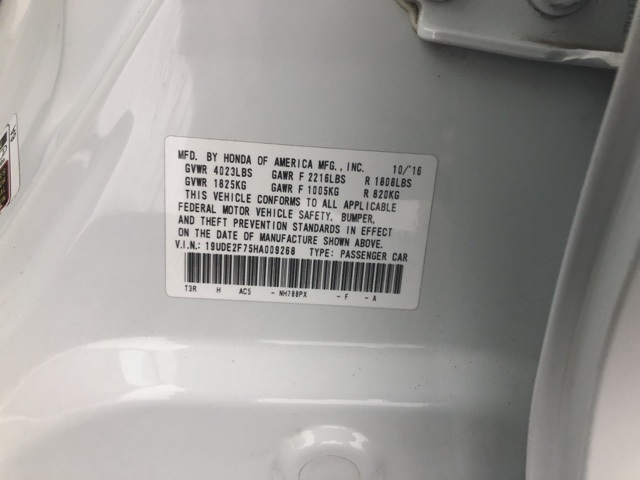 MFD. BY HONDA OF AMERICA MFG., INC. 10/'16
GVWR 4023LBS GAWR F 2216LBS R 1808LBS
GVWR 1825KG GAWR F 1005KG R 820KG
THIS VEHICLE CONFORMS TO ALL APPLICABLE
FEDERAL MOTOR VEHICLE SAFETY, BUMPER,
AND THEFT PREVENTION STANDARDS IN EFFECT
ON THE DATE OF MANUFACTURE SHOWN ABOVE.
V.I.N.: 19UDE2F75HA009268 TYPE: PASSENGER CAR
T3R H AC5 - NH788PX - F - A